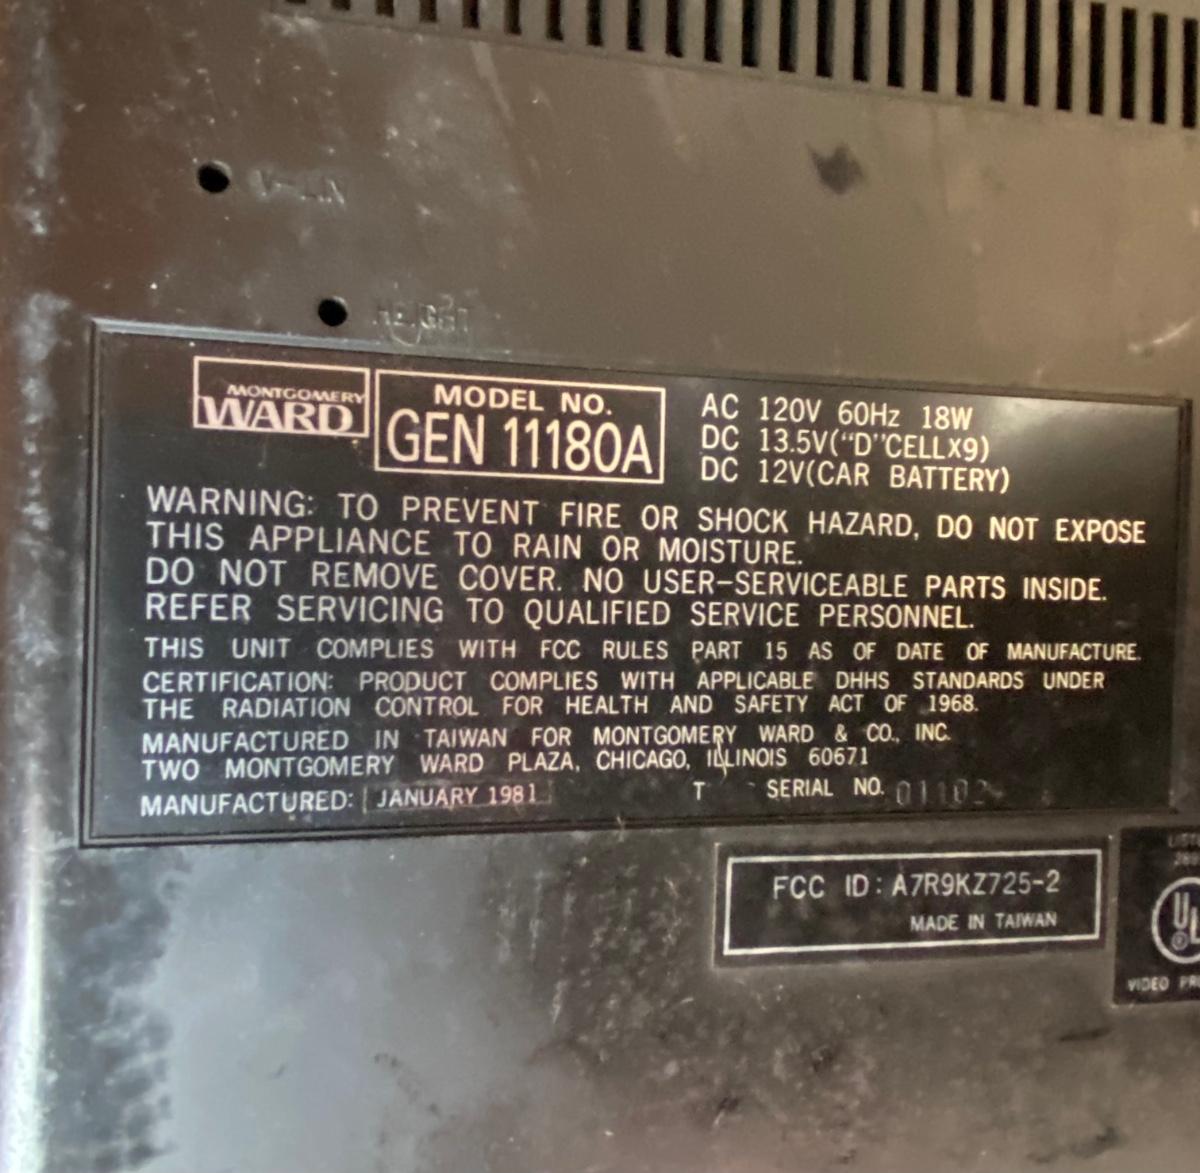 HEIGHT
MONTGOMERY
WARD
MODEL NO.
GEN 11180A
AC 120V 60Hz 18W
DC 13.5V("D"CELLX9)
DC 12V(CAR BATTERY)
WARNING: TO PREVENT FIRE OR SHOCK HAZARD, DO NOT EXPOSE
THIS APPLIANCE TO RAIN OR MOISTURE.
DO NOT REMOVE COVER. NO USER-SERVICEABLE PARTS INSIDE.
REFER SERVICING TO QUALIFIED SERVICE PERSONNEL.
THIS UNIT COMPLIES WITH FCC RULES PART 15 AS OF DATE OF MANUFACTURE.
CERTIFICATION: PRODUCT COMPLIES WITH APPLICABLE DHHS STANDARDS UNDER
THE RADIATION CONTROL FOR HEALTH AND SAFETY ACT OF 1968.
MANUFACTURED IN TAIWAN FOR MONTGOMERY WARD & CO., INC.
TWO MONTGOMERY WARD PLAZA, CHICAGO, ILLINOIS 60671
MANUFACTURED: JANUARY 1981 T SERIAL NO.
FCC ID: A7R9KZ725-2
MADE IN TAIWAN
UL
VIDEO